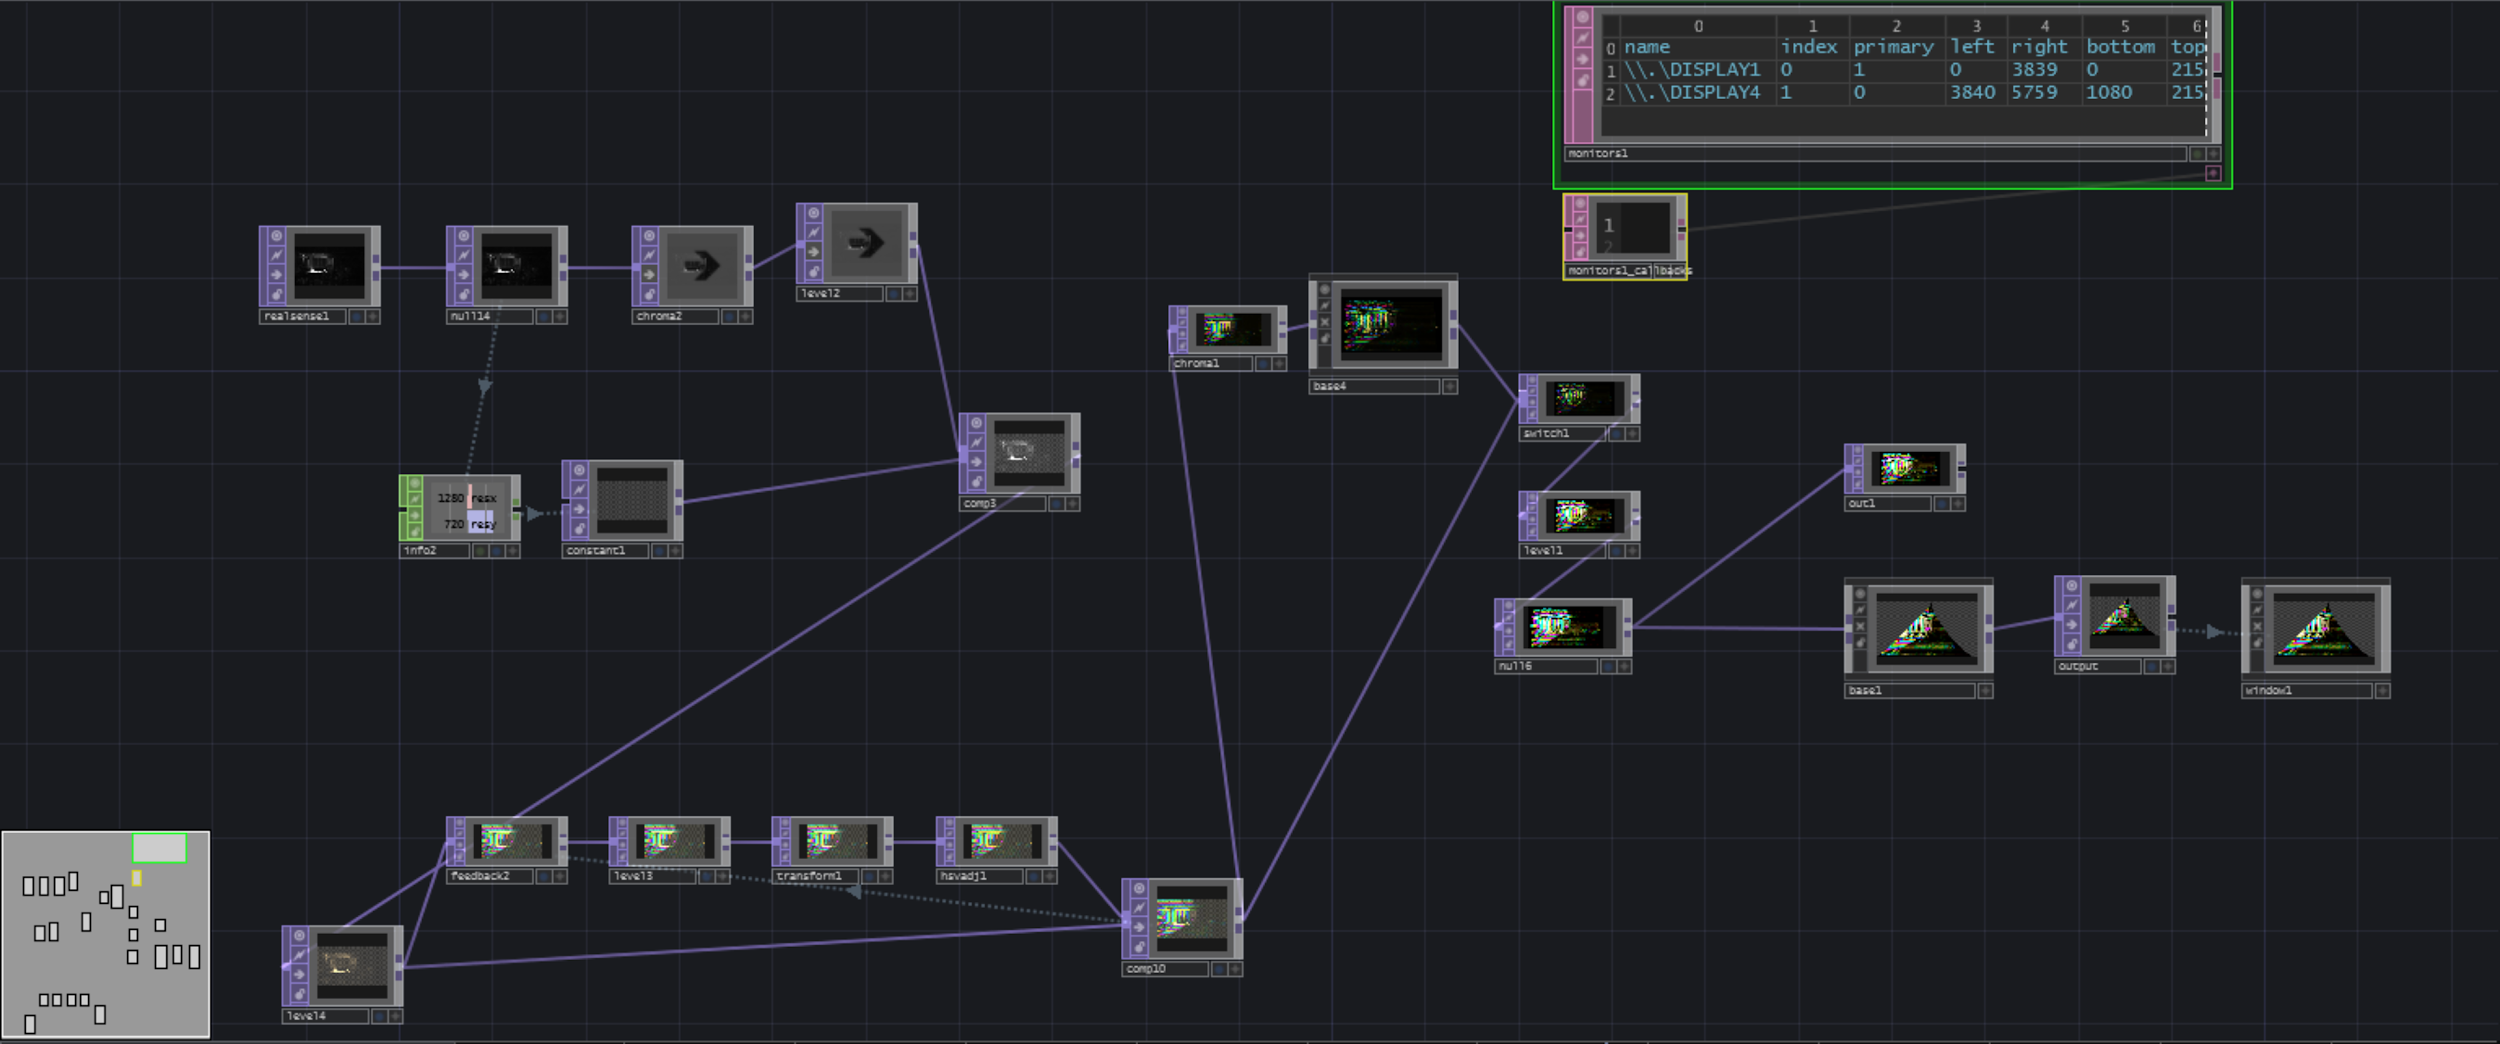 0 1 2 3 4 5 6
0 name index primary left right bottom top
1 \\.\DISPLAY1 0 1 0 3839 0 215
2 \\.\DISPLAY4 1 0 3840 5759 1080 215
monitors1
1
2
monitors1_callbacks
realsense1
null14
chroma2
level2
chroma1
base4
switch1
comp3
out1
1280 resx
720 resy
info2
constant1
level1
null6
base1
output
window1
feedback2
level3
transform1
hsvadj1
comp10
level4